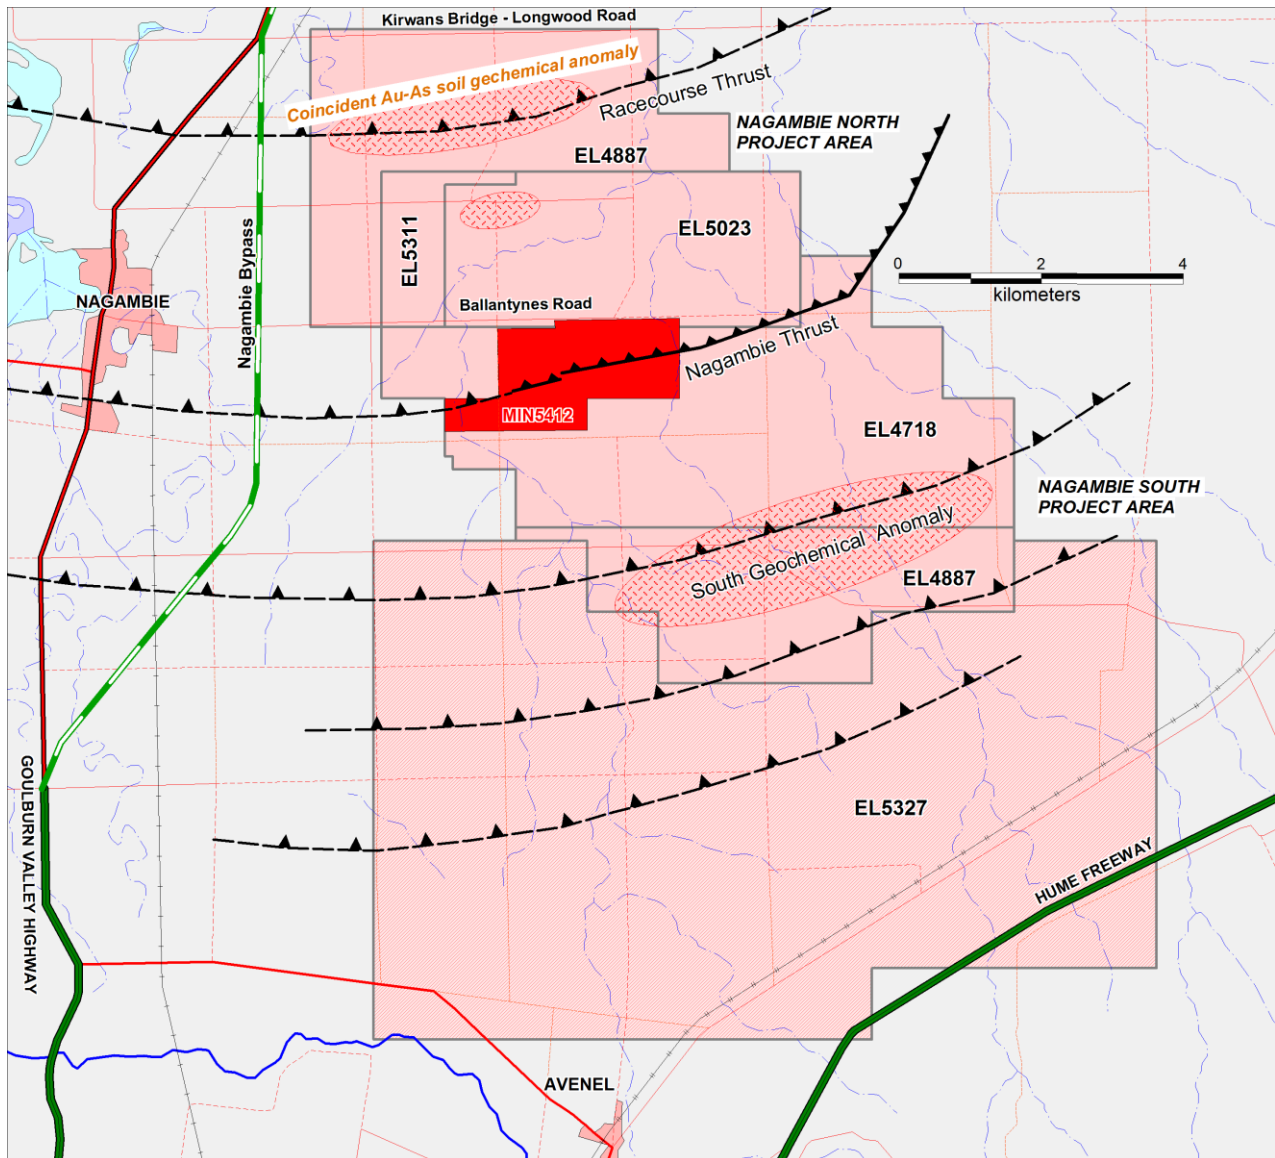 Kirwans Bridge - Longwood Road
Coincident Au-As soil gechemical anomaly
Racecourse Thrust
NAGAMBIE NORTH
PROJECT AREA
EL4887
EL5311
EL5023
Nagambie Bypass
0 2 4
kilometers
NAGAMBIE
Ballantynes Road
Nagambie Thrust
MIN5412
EL4718
NAGAMBIE SOUTH
PROJECT AREA
South Geochemical Anomaly
EL4887
GOULBURN VALLEY HIGHWAY
EL5327
HUME FREEWAY
AVENEL